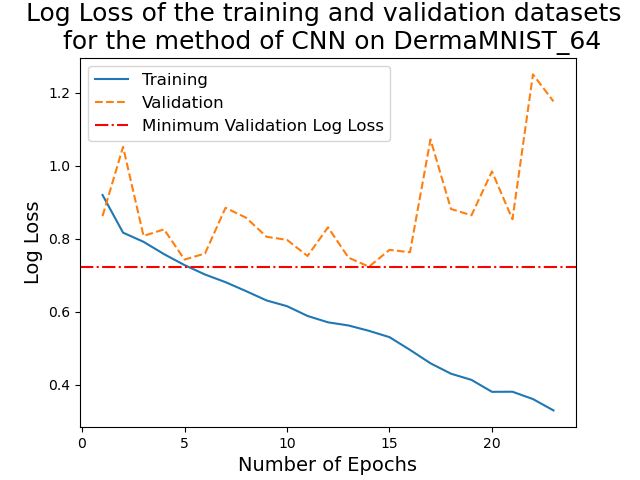 Log Loss of the training and validation datasets
for the method of CNN on DermaMNIST_64
Training
Validation
Minimum Validation Log Loss
Log Loss
1.2
1.0
0.8
0.6
0.4
0
5
10
15
20
Number of Epochs